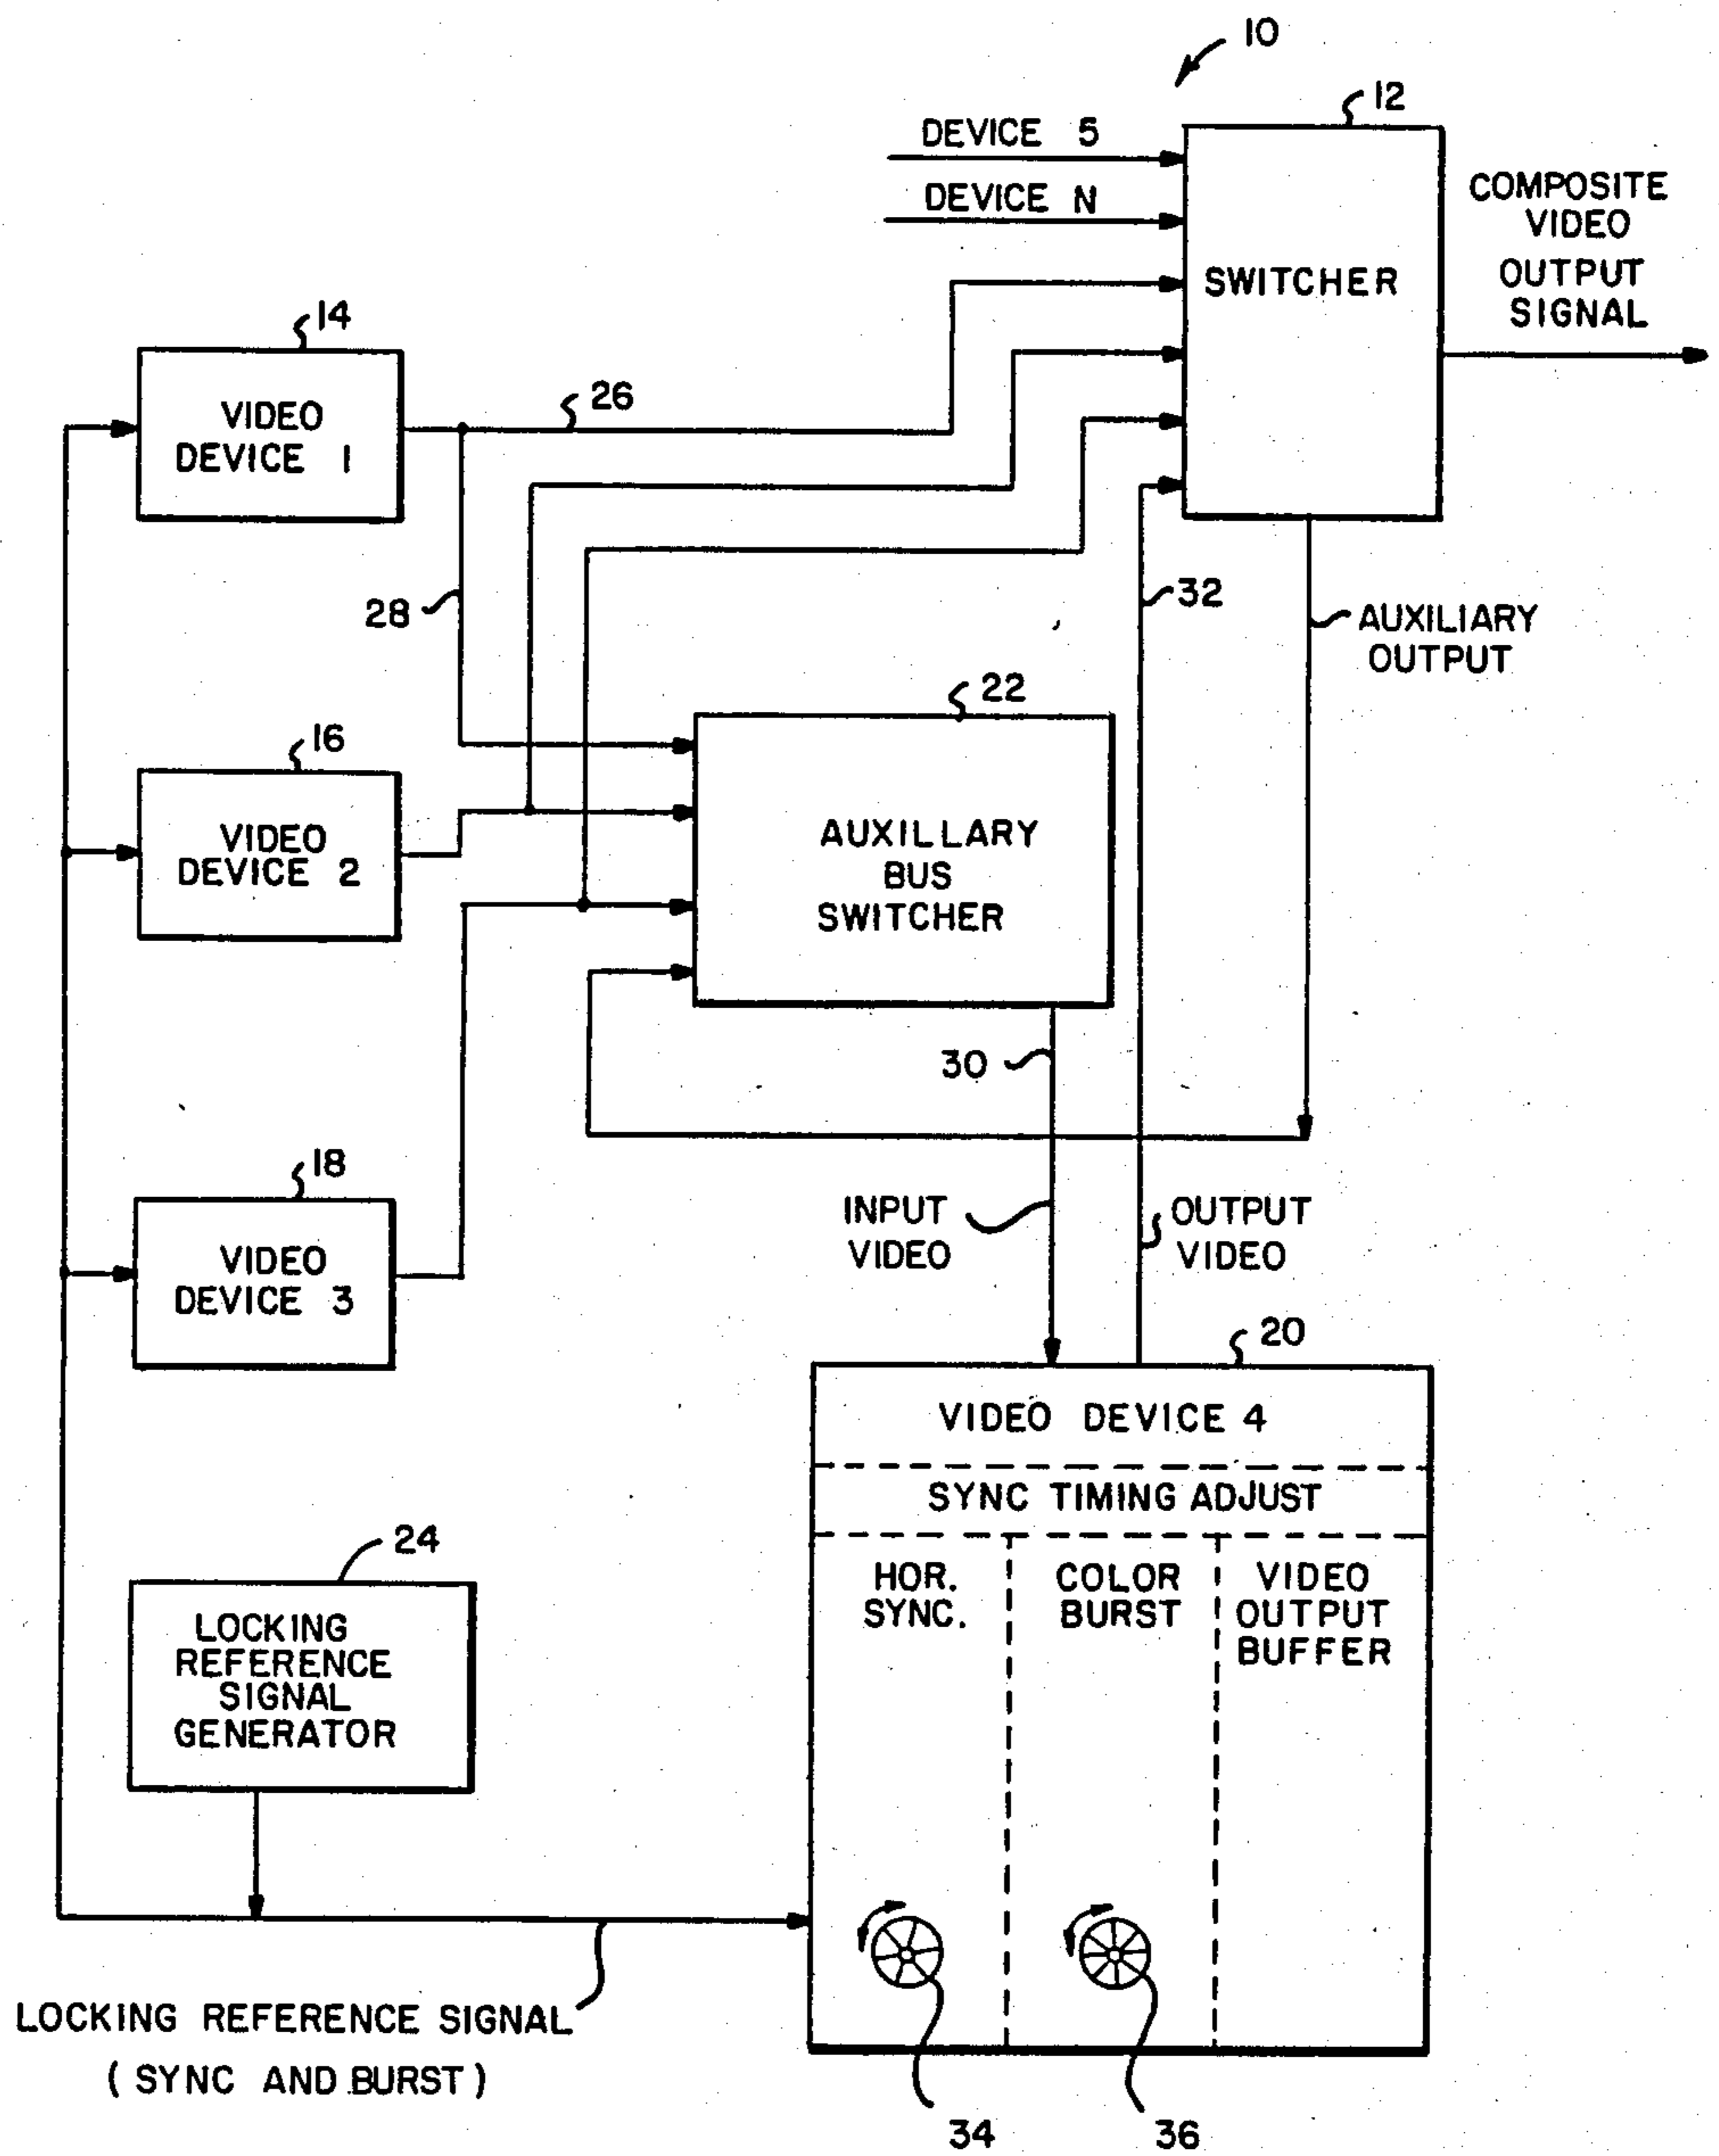 10
12
DEVICE 5
DEVICE N
SWITCHER
COMPOSITE
VIDEO
OUTPUT
SIGNAL
14
VIDEO
DEVICE 1
26
28
32
AUXILIARY
OUTPUT
22
16
VIDEO
DEVICE 2
AUXILLARY
BUS
SWITCHER
30
18
VIDEO
DEVICE 3
INPUT
VIDEO
OUTPUT
VIDEO
20
VIDEO DEVICE 4
SYNC TIMING ADJUST
HOR.
SYNC.
COLOR
BURST
VIDEO
OUTPUT
BUFFER
24
LOCKING
REFERENCE
SIGNAL
GENERATOR
LOCKING REFERENCE SIGNAL
( SYNC AND BURST )
34
36